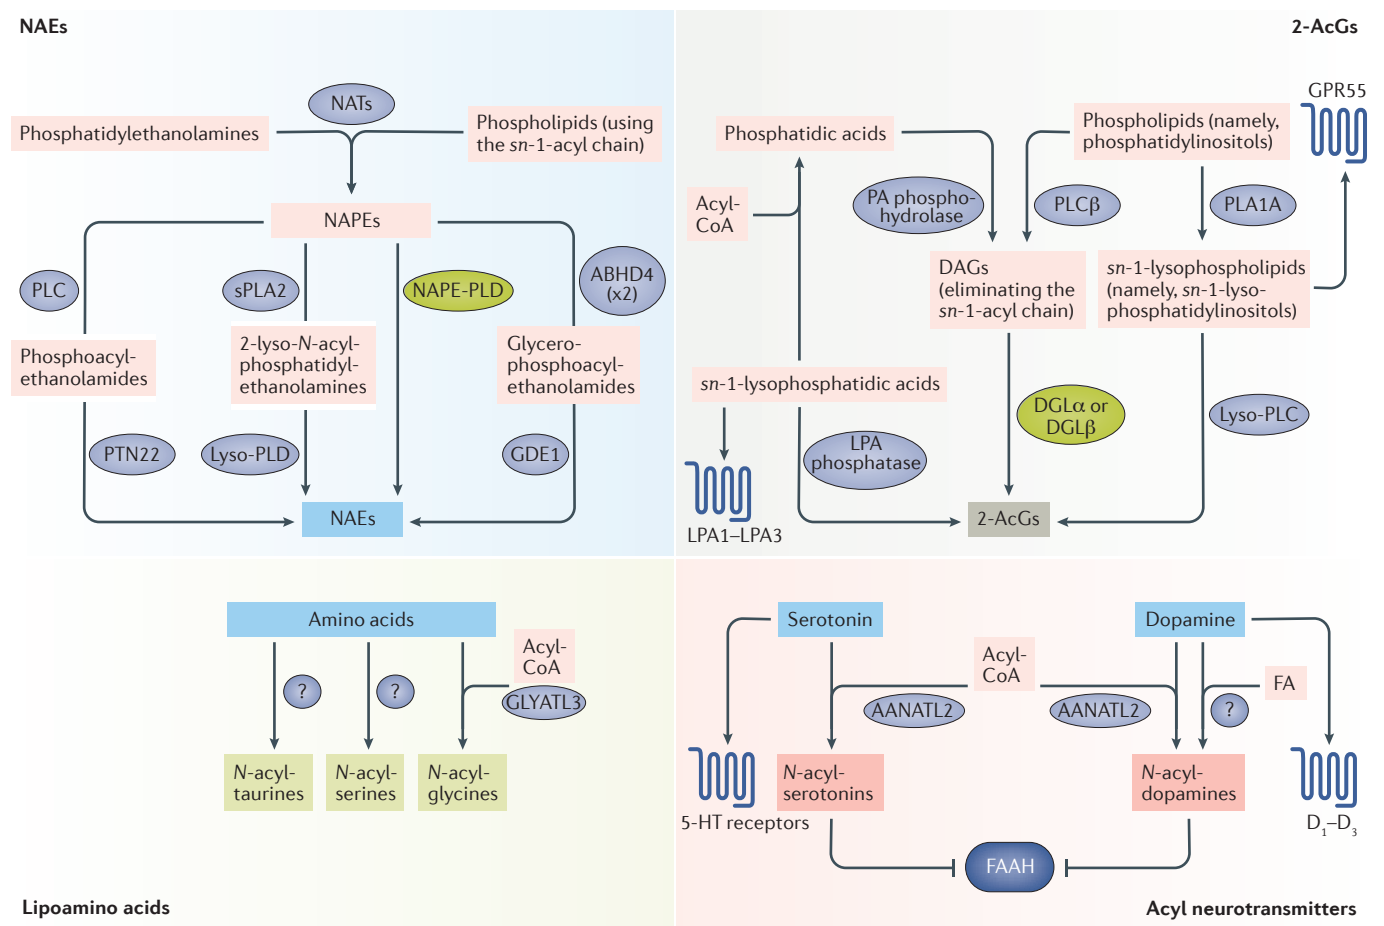 NAEs
NATs
Phosphatidylethanolamines
Phospholipids (using
the sn-1-acyl chain)
NAPEs
PLC
sPLA2
NAPE-PLD
ABHD4
(x2)
Phosphoacyl-
ethanolamides
2-lyso-N-acyl-
phosphatidyl-
ethanolamines
Glycero-
phosphoacyl-
ethanolamides
PTN22
Lyso-PLD
GDE1
NAEs
2-AcGs
GPR55
Phosphatidic acids
Phospholipids (namely,
phosphatidylinositols)
Acyl-
CoA
PA phospho-
hydrolase
PLCβ
PLA1A
DAGs
(eliminating the
sn-1-acyl chain)
sn-1-lysophospholipids
(namely, sn-1-lyso-
phosphatidylinositols)
sn-1-lysophosphatidic acids
DGLα or
DGLβ
Lyso-PLC
LPA
phosphatase
LPA1–LPA3
2-AcGs
Amino acids
Acyl-
CoA
?
?
GLYATL3
N-acyl-
taurines
N-acyl-
serines
N-acyl-
glycines
Lipoamino acids
Serotonin
Dopamine
Acyl-
CoA
FA
AANATL2
AANATL2
?
N-acyl-
serotonins
N-acyl-
dopamines
5-HT receptors
D1–D3
FAAH
Acyl neurotransmitters